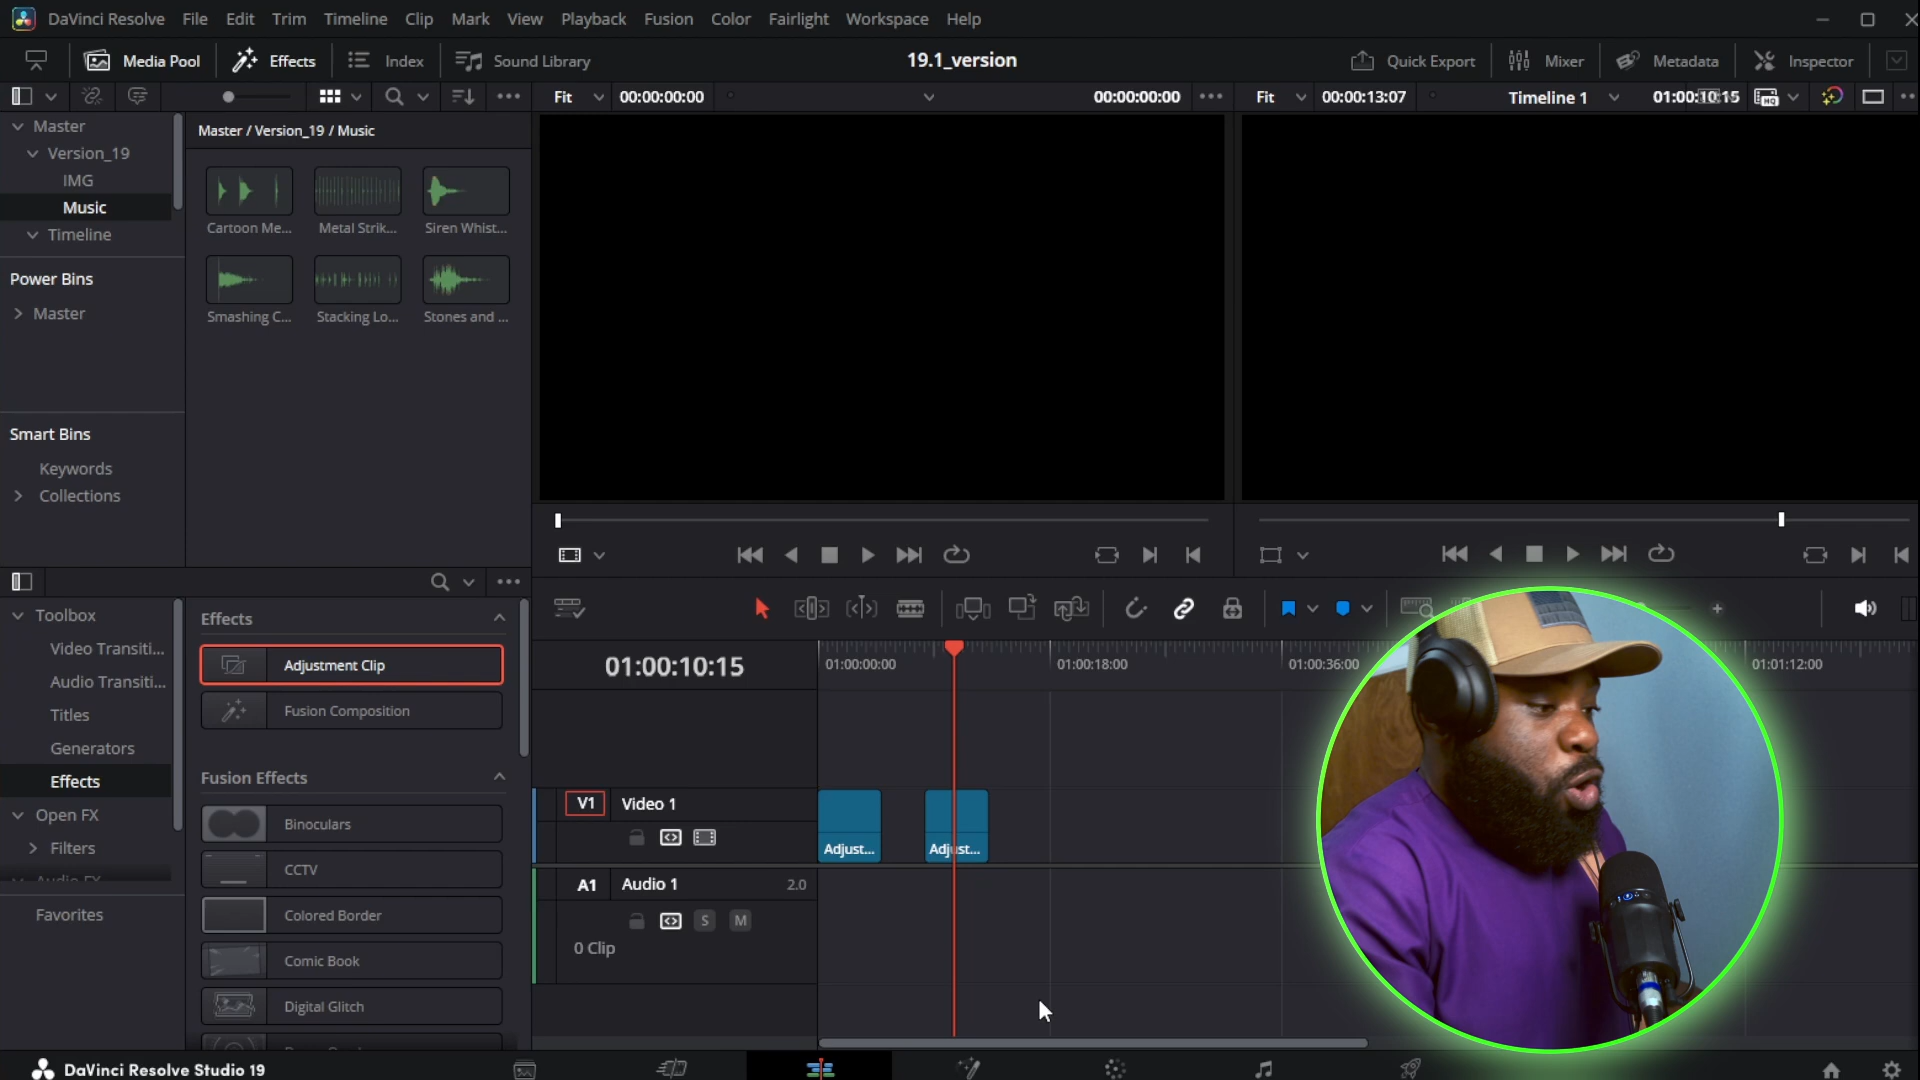 DaVinci Resolve File Edit Trim Timeline Clip Mark View Playback Fusion Color Fairlight Workspace Help
Media Pool Effects Index Sound Library 19.1_version Quick Export Mixer Metadata Inspector
Fit 00:00:00:00 00:00:00:00 Fit 00:00:13:07 Timeline 1 01:00:10:15
Master
Version_19
IMG
Music
Timeline
Power Bins
Master
Smart Bins
Keywords
Collections
Master / Version_19 / Music
Cartoon Me... Metal Strik... Siren Whist...
Smashing C... Stacking Lo... Stones and ...
Toolbox
Video Transiti...
Audio Transiti...
Titles
Generators
Effects
Open FX
Filters
Audio FX
Favorites
Effects
Adjustment Clip
Fusion Composition
Fusion Effects
Binoculars
CCTV
Colored Border
Comic Book
Digital Glitch
01:00:10:15 01:00:00:00 01:00:18:00 01:00:36:00 01:01:12:00
V1 Video 1
Adjust... Adjust...
A1 Audio 1 2.0
S M
0 Clip
DaVinci Resolve Studio 19